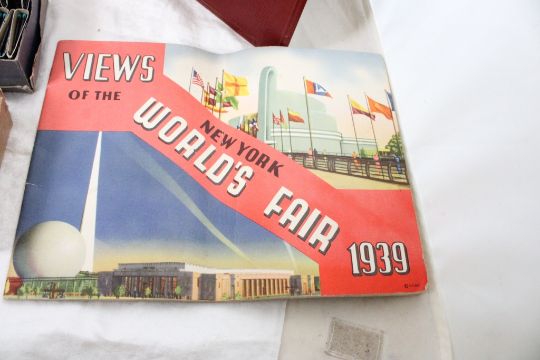 VIEWS
OF THE
NEW YORK
WORLD'S FAIR
1939